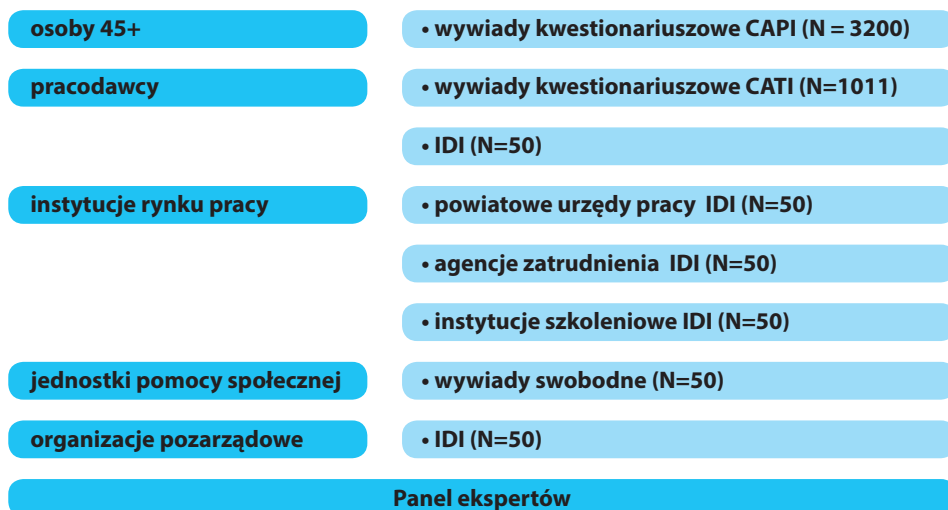 osoby 45+ • wywiady kwestionariuszowe CAPI (N = 3200)
pracodawcy • wywiady kwestionariuszowe CATI (N=1011)
• IDI (N=50)
instytucje rynku pracy • powiatowe urzędy pracy IDI (N=50)
• agencje zatrudnienia IDI (N=50)
• instytucje szkoleniowe IDI (N=50)
jednostki pomocy społecznej • wywiady swobodne (N=50)
organizacje pozarządowe • IDI (N=50)
Panel ekspertów